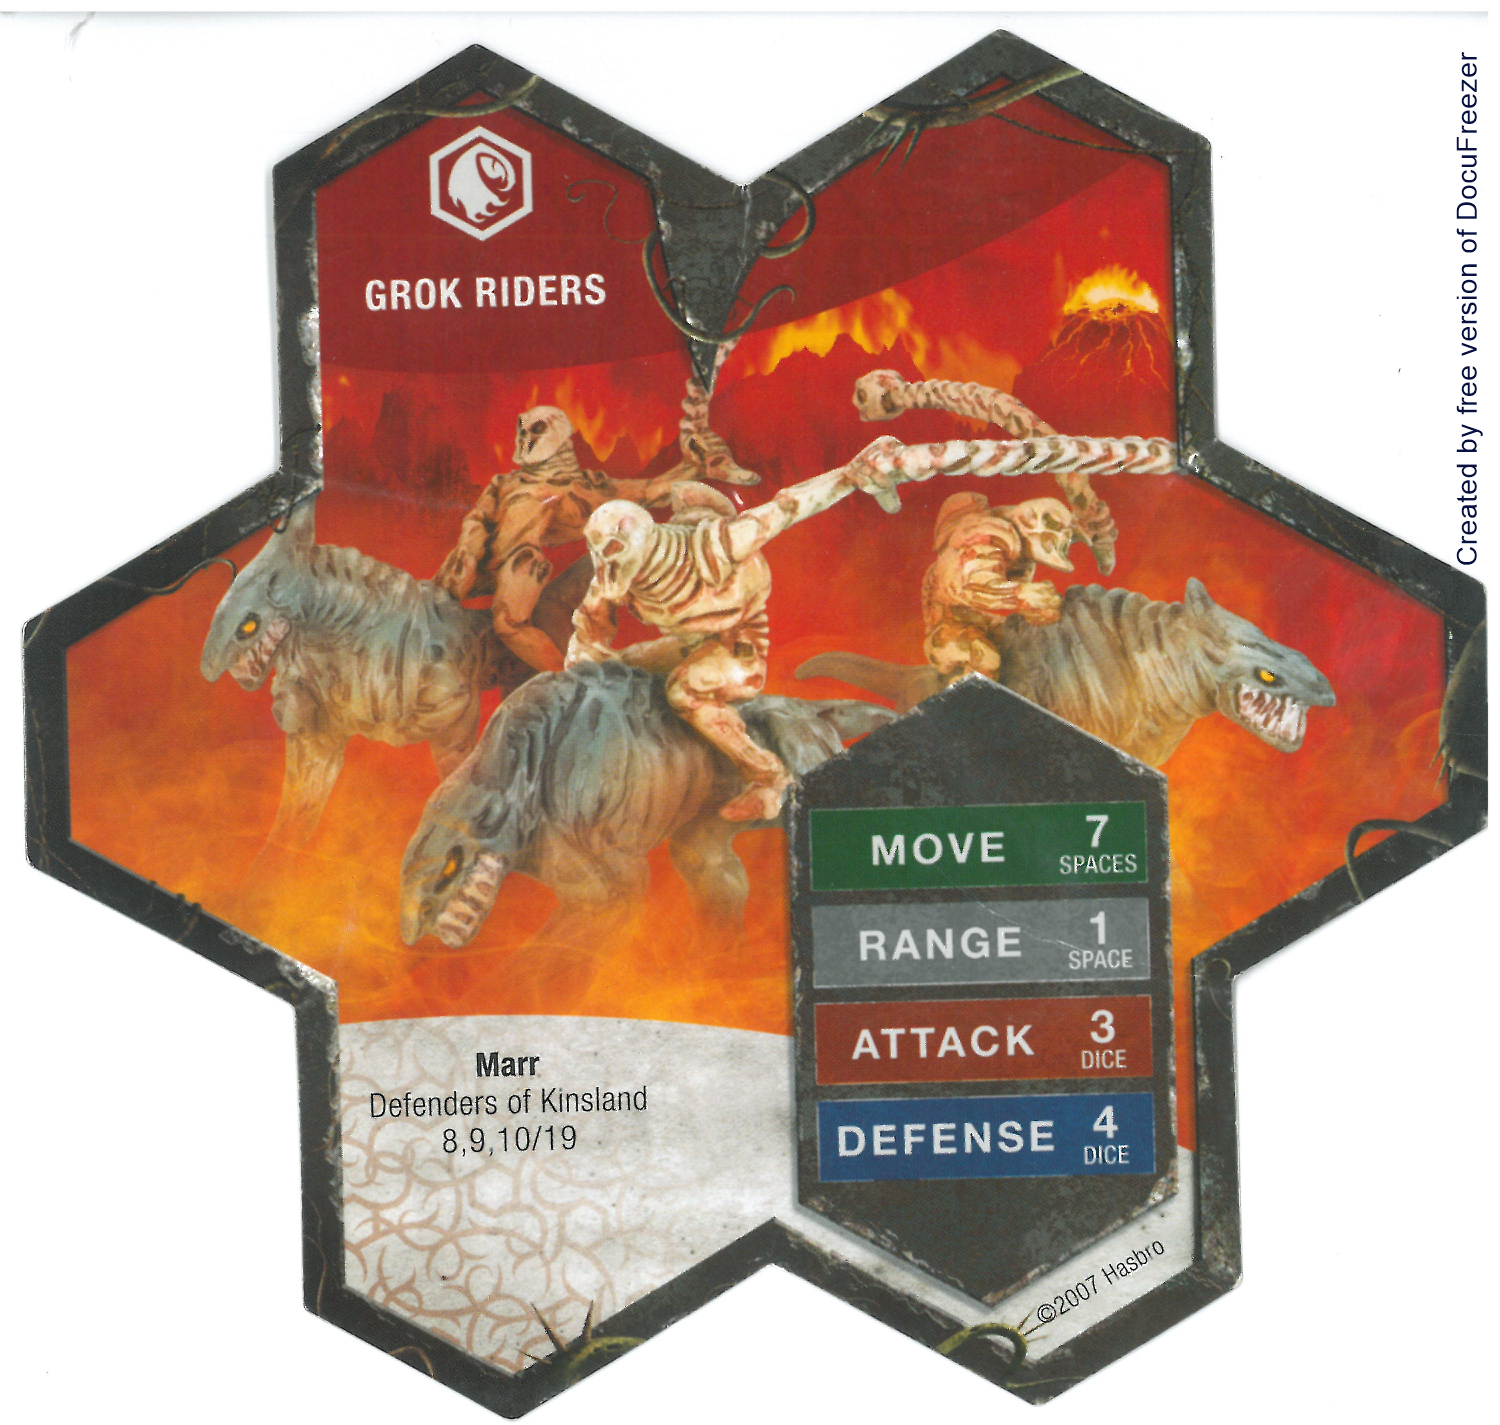 GROK RIDERS
MOVE 7
SPACES
RANGE 1
SPACE
ATTACK 3
DICE
DEFENSE 4
DICE
Marr
Defenders of Kinsland
8,9,10/19
©2007 Hasbro
Created by free version of DocuFreezer